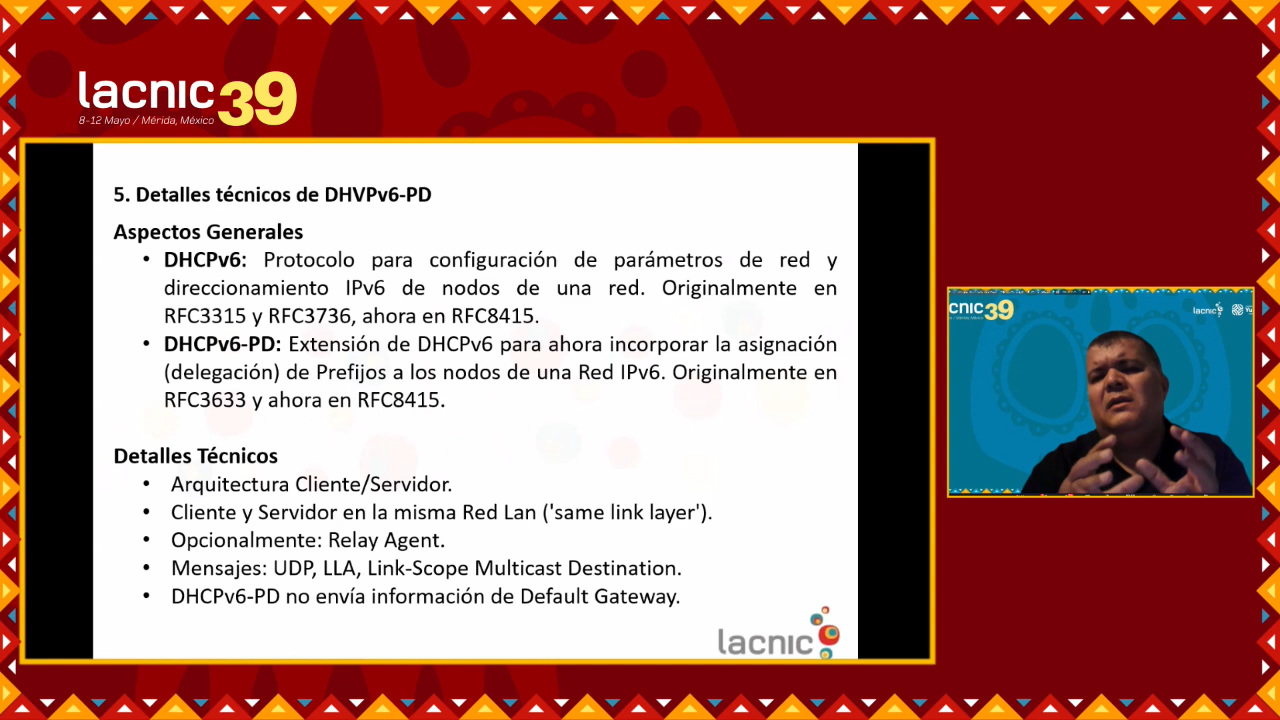 lacnic 39
8-12 Mayo / Mérida, México
5. Detalles técnicos de DHVPv6-PD
Aspectos Generales
• DHCPv6: Protocolo para configuración de parámetros de red y
direccionamiento IPv6 de nodos de una red. Originalmente en
RFC3315 y RFC3736, ahora en RFC8415.
• DHCPv6-PD: Extensión de DHCPv6 para ahora incorporar la asignación
(delegación) de Prefijos a los nodos de una Red IPv6. Originalmente en
RFC3633 y ahora en RFC8415.
Detalles Técnicos
• Arquitectura Cliente/Servidor.
• Cliente y Servidor en la misma Red Lan ('same link layer').
• Opcionalmente: Relay Agent.
• Mensajes: UDP, LLA, Link-Scope Multicast Destination.
• DHCPv6-PD no envía información de Default Gateway.
lacnic
cnic 39
lacnic